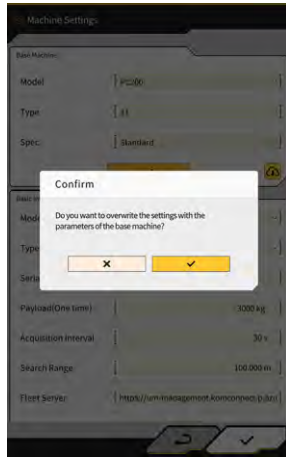 Machine Settings
Base Machine
Model PC200
Type 11
Spec. Standard
Confirm
Do you want to overwrite the settings with the
parameters of the base machine?
Payload(One time) 3000 kg
Acquisition Interval 30 s
Search Range 100.000 m
Fleet Server